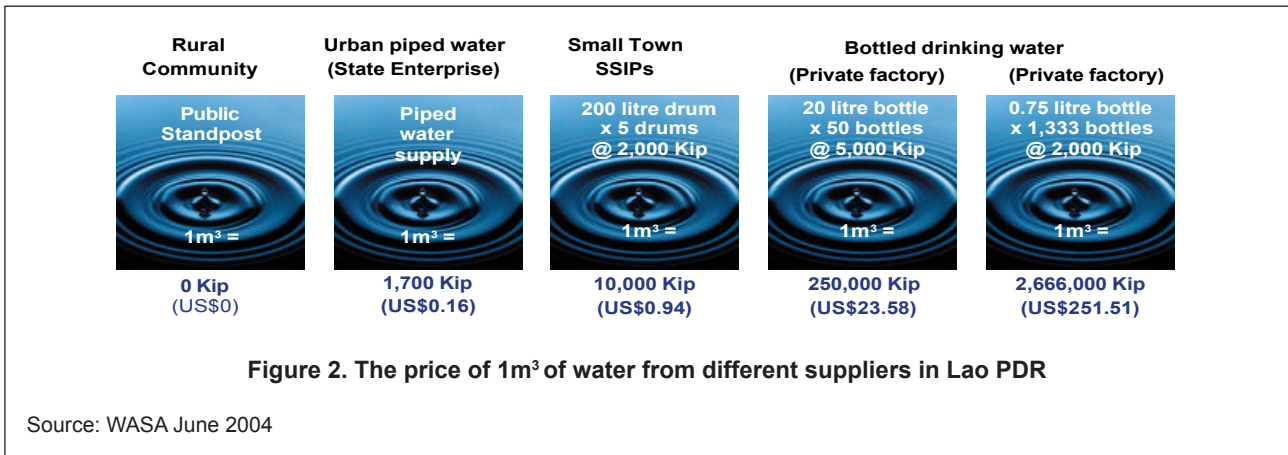 Rural
Community
Urban piped water
(State Enterprise)
Small Town
SSIPs
Bottled drinking water
(Private factory)
(Private factory)
Public
Standpost
1m³ =
Piped
water
supply
1m³ =
200 litre drum
x 5 drums
@ 2,000 Kip
1m³ =
20 litre bottle
x 50 bottles
@ 5,000 Kip
1m³ =
0.75 litre bottle
x 1,333 bottles
@ 2,000 Kip
1m³ =
0 Kip
(US$0)
1,700 Kip
(US$0.16)
10,000 Kip
(US$0.94)
250,000 Kip
(US$23.58)
2,666,000 Kip
(US$251.51)
Figure 2. The price of 1m³ of water from different suppliers in Lao PDR
Source: WASA June 2004